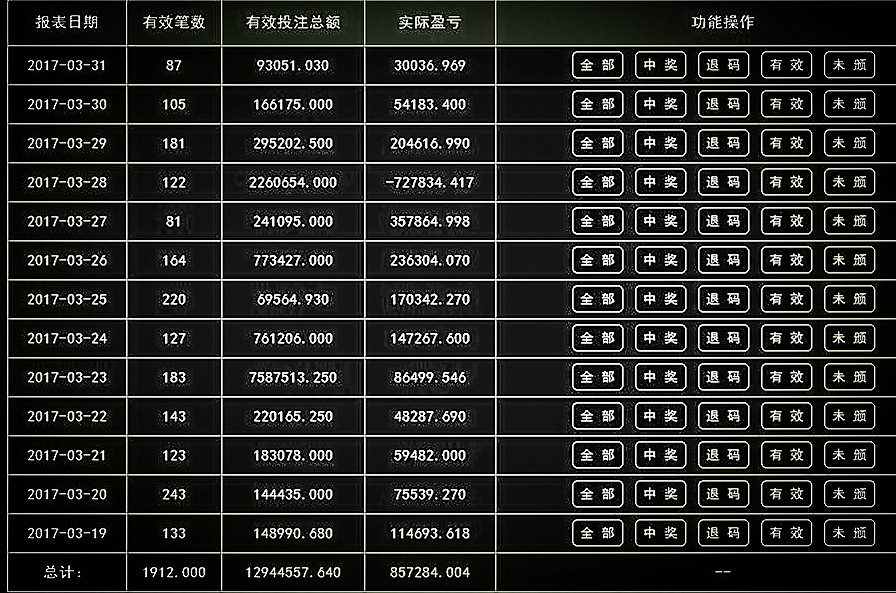 报表日期 有效笔数 有效投注总额 实际盈亏 功能操作
2017-03-31 87 93051.030 30036.969 全部 中奖 退码 有效 未颁
2017-03-30 105 166175.000 54183.400 全部 中奖 退码 有效 未颁
2017-03-29 181 295202.500 204616.990 全部 中奖 退码 有效 未颁
2017-03-28 122 2260654.000 -727834.417 全部 中奖 退码 有效 未颁
2017-03-27 81 241095.000 357864.998 全部 中奖 退码 有效 未颁
2017-03-26 164 773427.000 236304.070 全部 中奖 退码 有效 未颁
2017-03-25 220 69564.930 170342.270 全部 中奖 退码 有效 未颁
2017-03-24 127 761206.000 147267.600 全部 中奖 退码 有效 未颁
2017-03-23 183 7587513.250 86499.546 全部 中奖 退码 有效 未颁
2017-03-22 143 220165.250 48287.690 全部 中奖 退码 有效 未颁
2017-03-21 123 183078.000 59482.000 全部 中奖 退码 有效 未颁
2017-03-20 243 144435.000 75539.270 全部 中奖 退码 有效 未颁
2017-03-19 133 148990.680 114693.618 全部 中奖 退码 有效 未颁
总计: 1912.000 12944557.640 857284.004 --